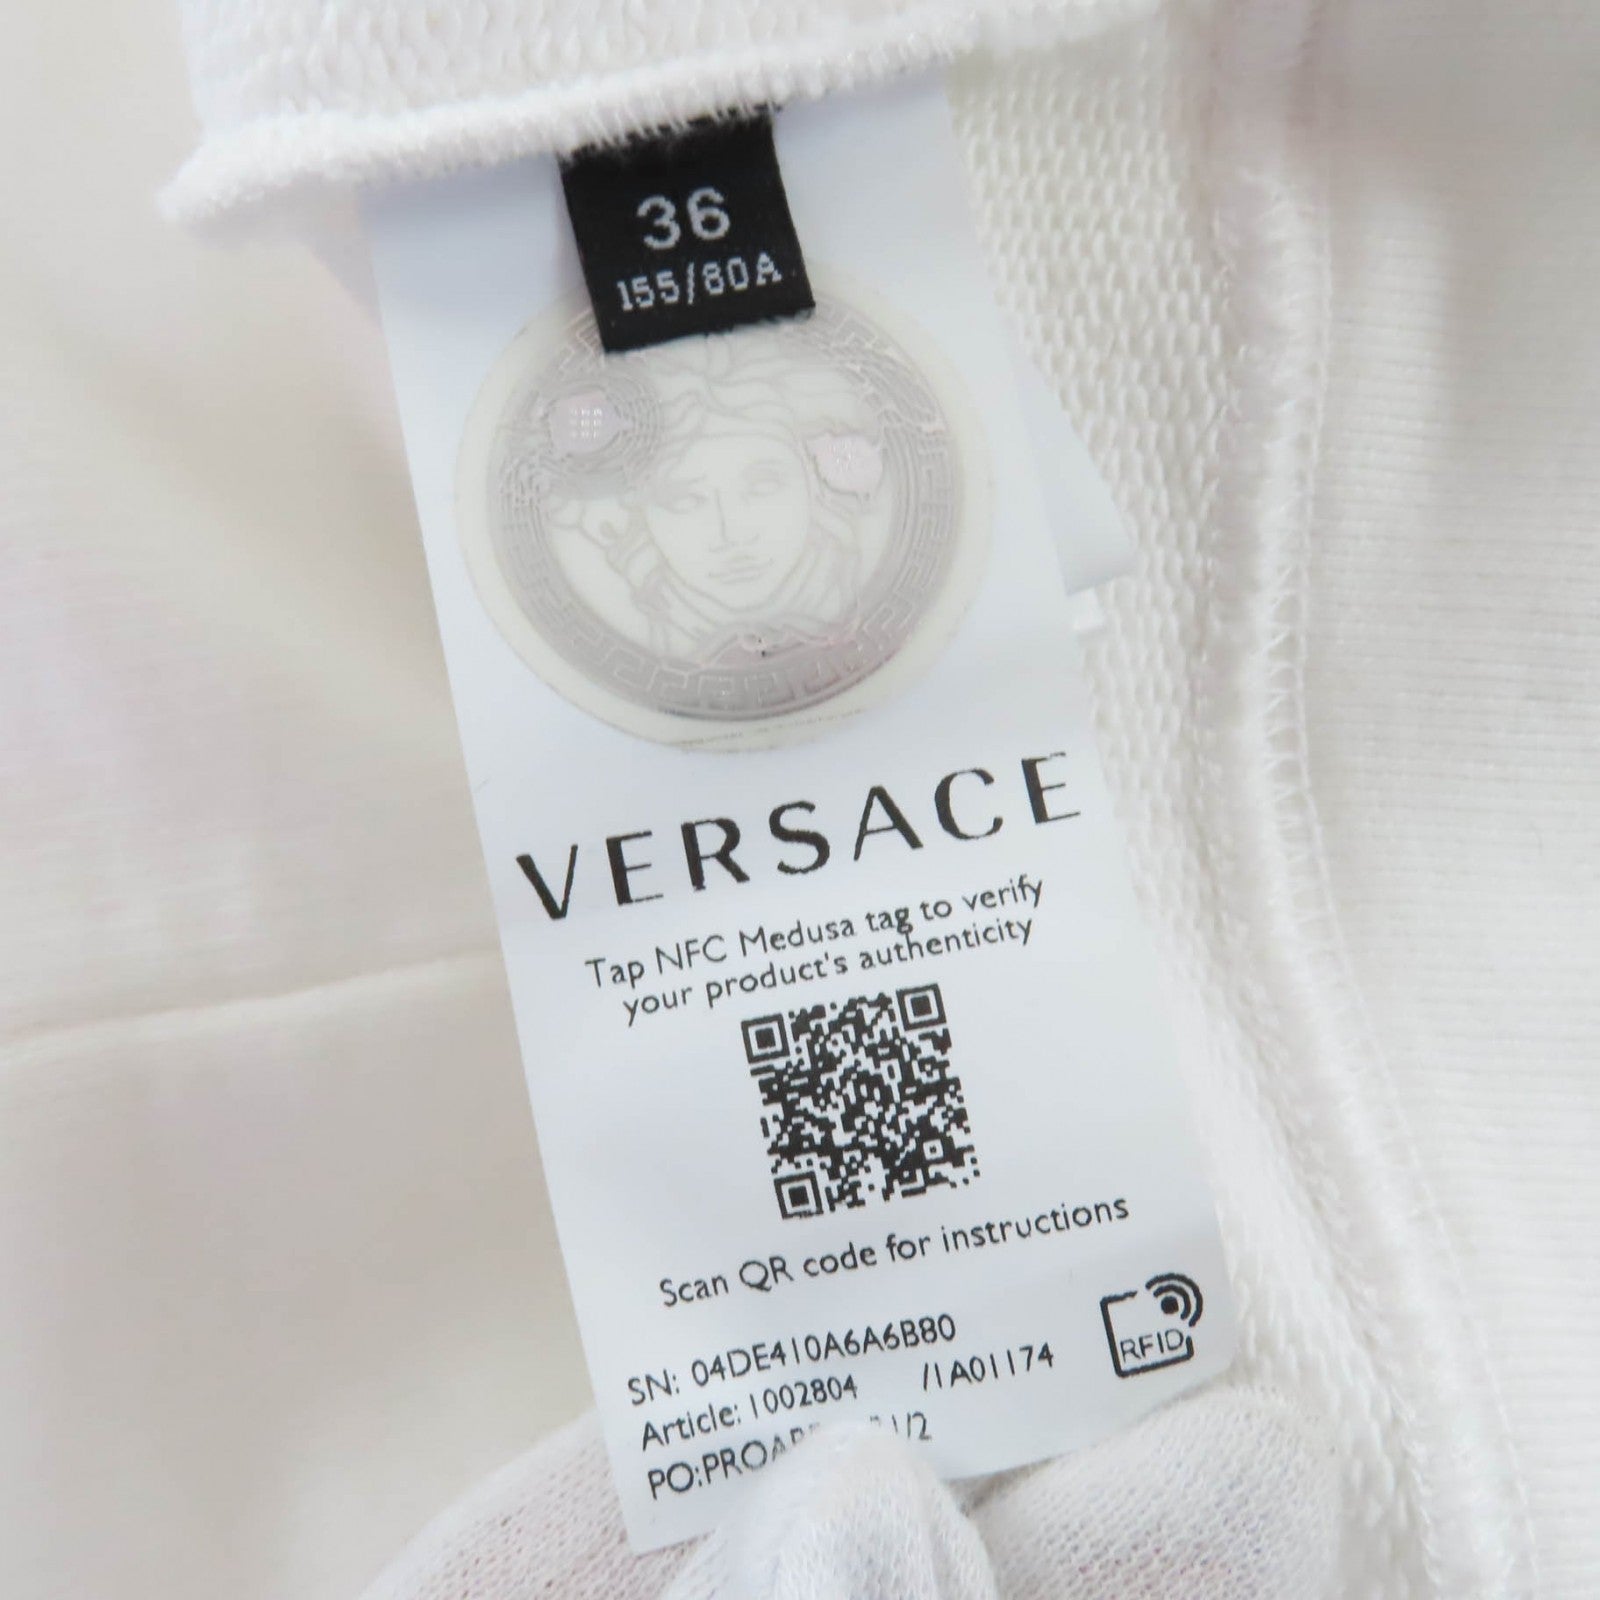 36
155/80A
VERSACE
Tap NFC Medusa tag to verify
your product's authenticity
Scan QR code for instructions
SN: 04DE410A6A6B80
Article: 1002804 /1A01174
RFID